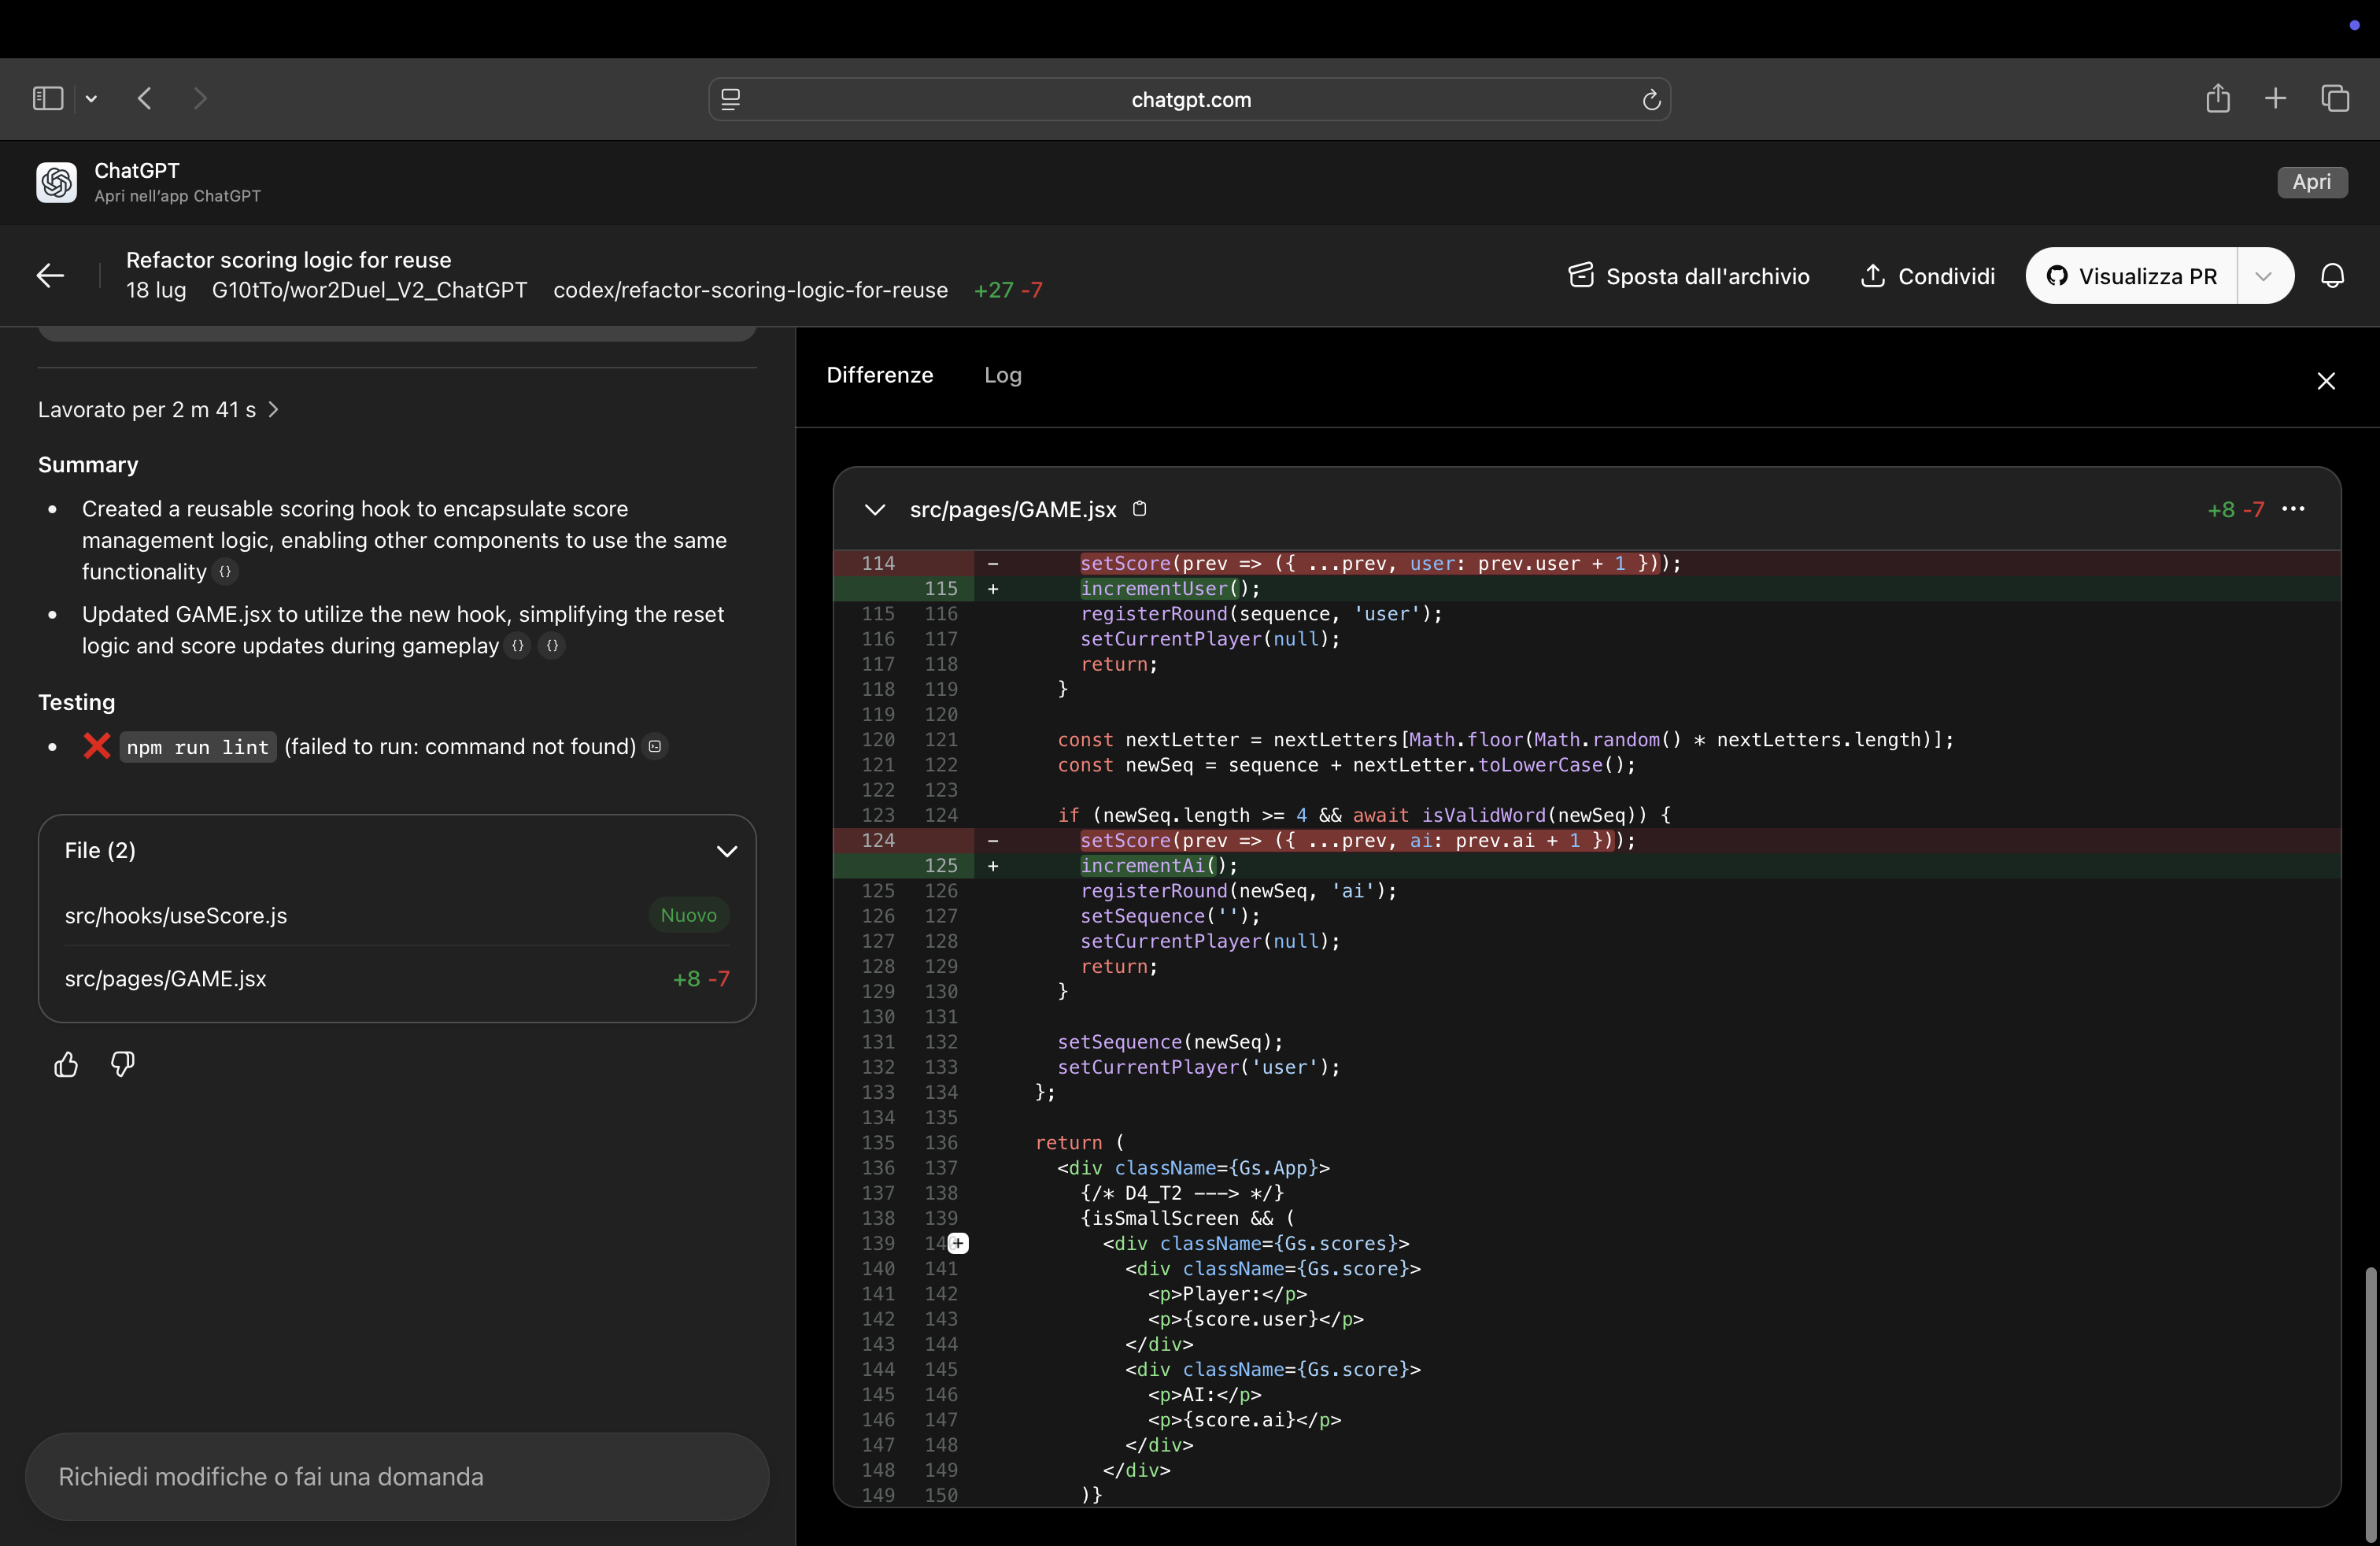 chatgpt.com
ChatGPT
Apri nell'app ChatGPT
Apri
Refactor scoring logic for reuse
18 lug G10tTo/wor2Duel_V2_ChatGPT codex/refactor-scoring-logic-for-reuse +27 -7
Sposta dall'archivio
Condividi
Visualizza PR
Lavorato per 2 m 41 s
Summary
Created a reusable scoring hook to encapsulate score
management logic, enabling other components to use the same
functionality {}
Updated GAME.jsx to utilize the new hook, simplifying the reset
logic and score updates during gameplay {} {}
Testing
❌ npm run lint (failed to run: command not found)
File (2)
src/hooks/useScore.js Nuovo
src/pages/GAME.jsx +8 -7
Richiedi modifiche o fai una domanda
Differenze Log
src/pages/GAME.jsx +8 -7
114 - setScore(prev => ({ ...prev, user: prev.user + 1 }));
115 + incrementUser();
115 116 registerRound(sequence, 'user');
116 117 setCurrentPlayer(null);
117 118 return;
118 119 }
119 120
120 121 const nextLetter = nextLetters[Math.floor(Math.random() * nextLetters.length)];
121 122 const newSeq = sequence + nextLetter.toLowerCase();
122 123
123 124 if (newSeq.length >= 4 && await isValidWord(newSeq)) {
124 - setScore(prev => ({ ...prev, ai: prev.ai + 1 }));
125 + incrementAi();
125 126 registerRound(newSeq, 'ai');
126 127 setSequence('');
127 128 setCurrentPlayer(null);
128 129 return;
129 130 }
130 131
131 132 setSequence(newSeq);
132 133 setCurrentPlayer('user');
133 134 };
134 135
135 136 return (
136 137 <div className={Gs.App}>
137 138 {/* D4_T2 ---> */}
138 139 {isSmallScreen && (
139 14 <div className={Gs.scores}>
140 141 <div className={Gs.score}>
141 142 <p>Player:</p>
142 143 <p>{score.user}</p>
143 144 </div>
144 145 <div className={Gs.score}>
145 146 <p>AI:</p>
146 147 <p>{score.ai}</p>
147 148 </div>
148 149 </div>
149 150 )}